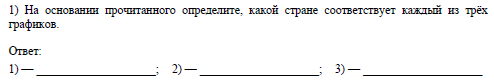 1) На основании прочитанного определите, какой стране соответствует каждый из трёх
графиков.
Ответ:
1) — ____________________; 2) — ____________________; 3) — ____________________